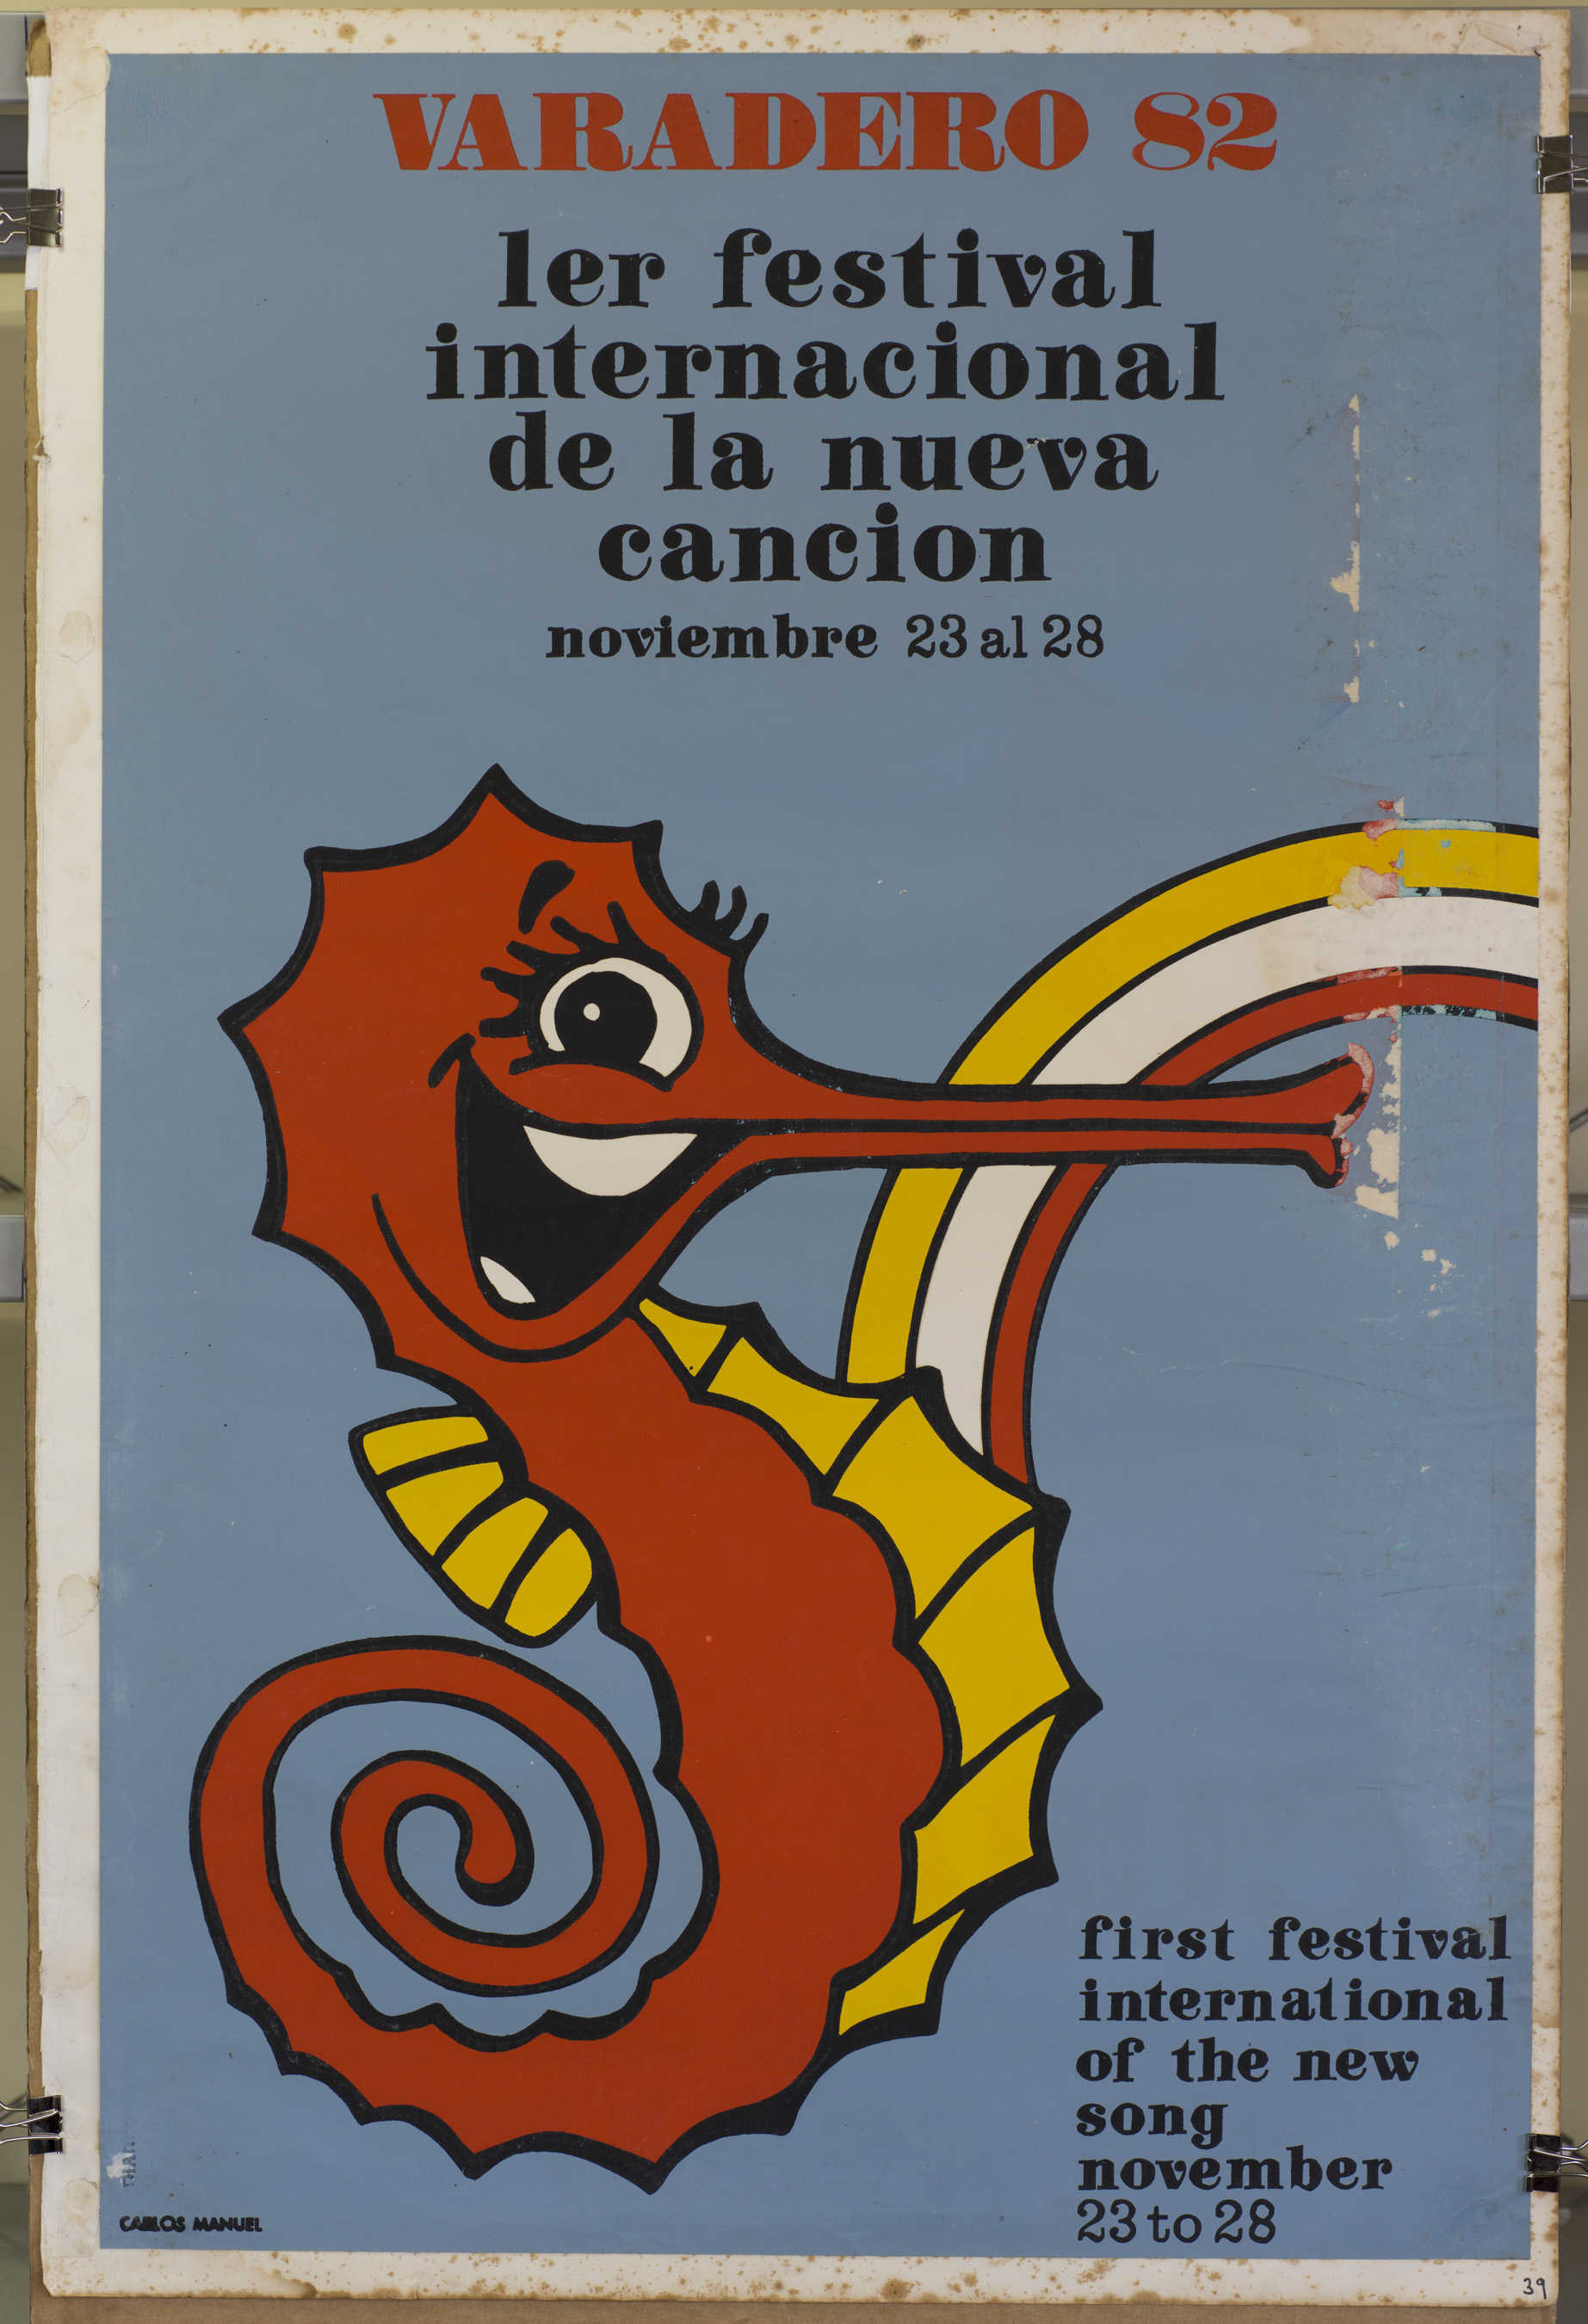 VARADERO 82
1er festival
internacional
de la nueva
cancion
noviembre 23 al 28
first festival
international
of the new
song
november
23 to 28
CARLOS MANUEL
39